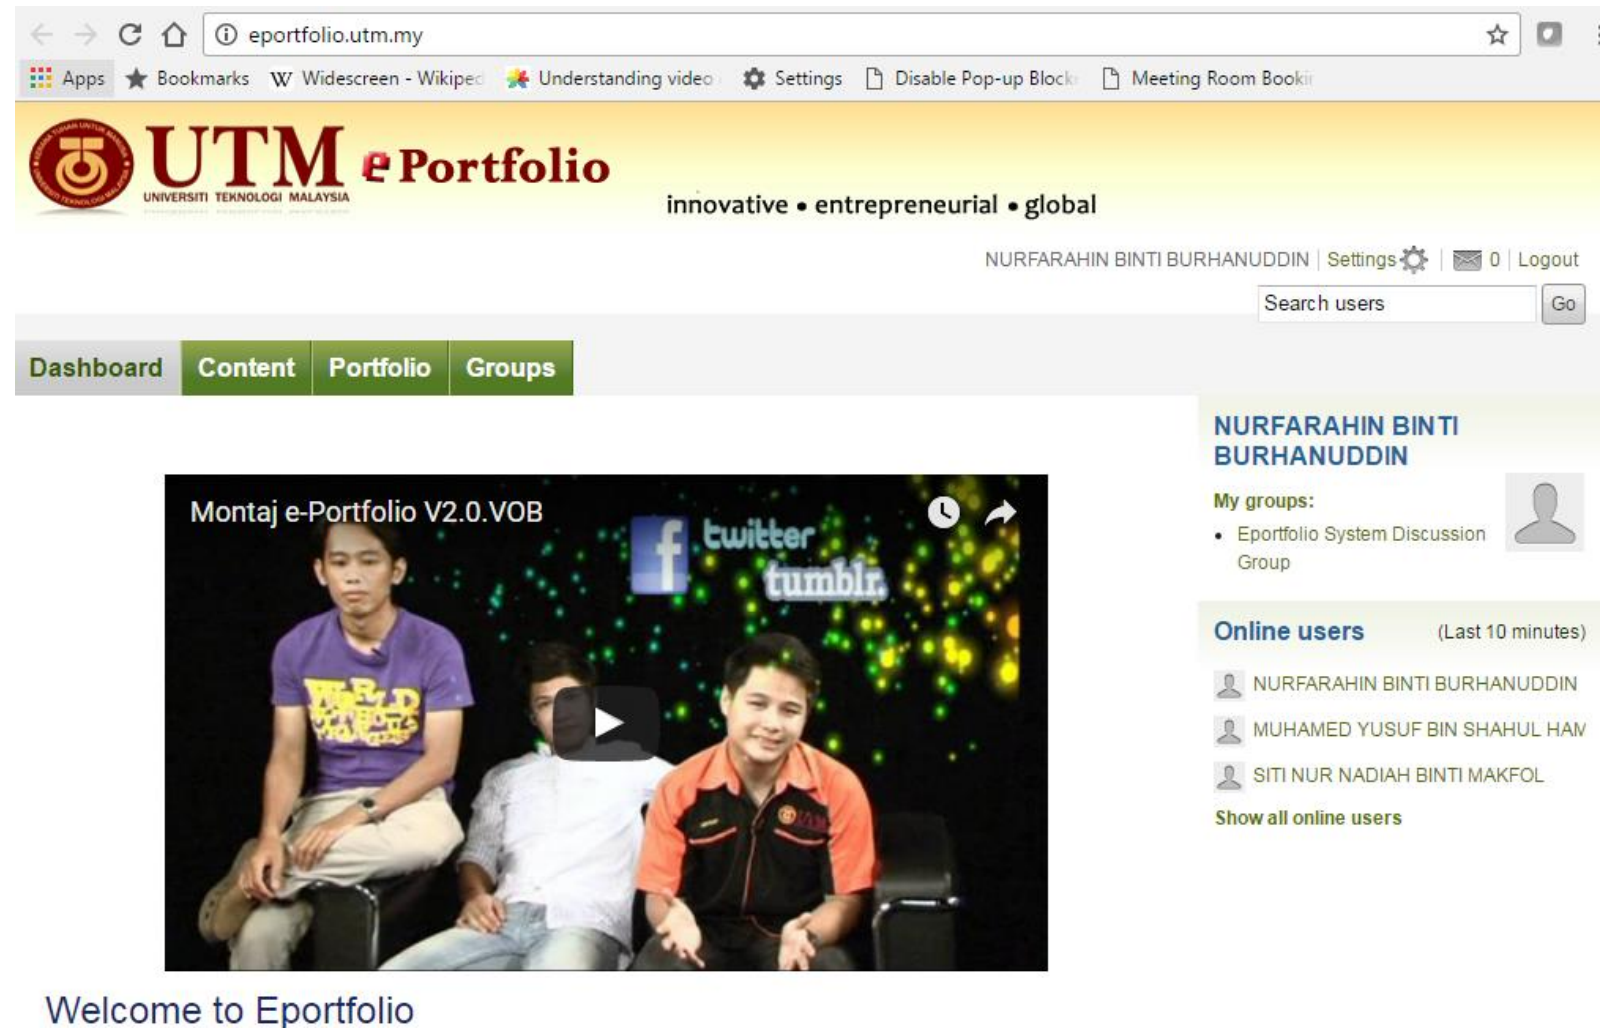 eportfolio.utm.my
Apps Bookmarks Widescreen - Wikiped Understanding video Settings Disable Pop-up Block Meeting Room Bookin
UTM ePortfolio
UNIVERSITI TEKNOLOGI MALAYSIA
innovative • entrepreneurial • global
NURFARAHIN BINTI BURHANUDDIN | Settings | 0 | Logout
Search users Go
Dashboard Content Portfolio Groups
NURFARAHIN BINTI
BURHANUDDIN
My groups:
• Eportfolio System Discussion
Group
Montaj e-Portfolio V2.0.VOB
f twitter
tumblr.
UTM
Online users (Last 10 minutes)
NURFARAHIN BINTI BURHANUDDIN
MUHAMED YUSUF BIN SHAHUL HAM
SITI NUR NADIAH BINTI MAKFOL
Show all online users
Welcome to Eportfolio